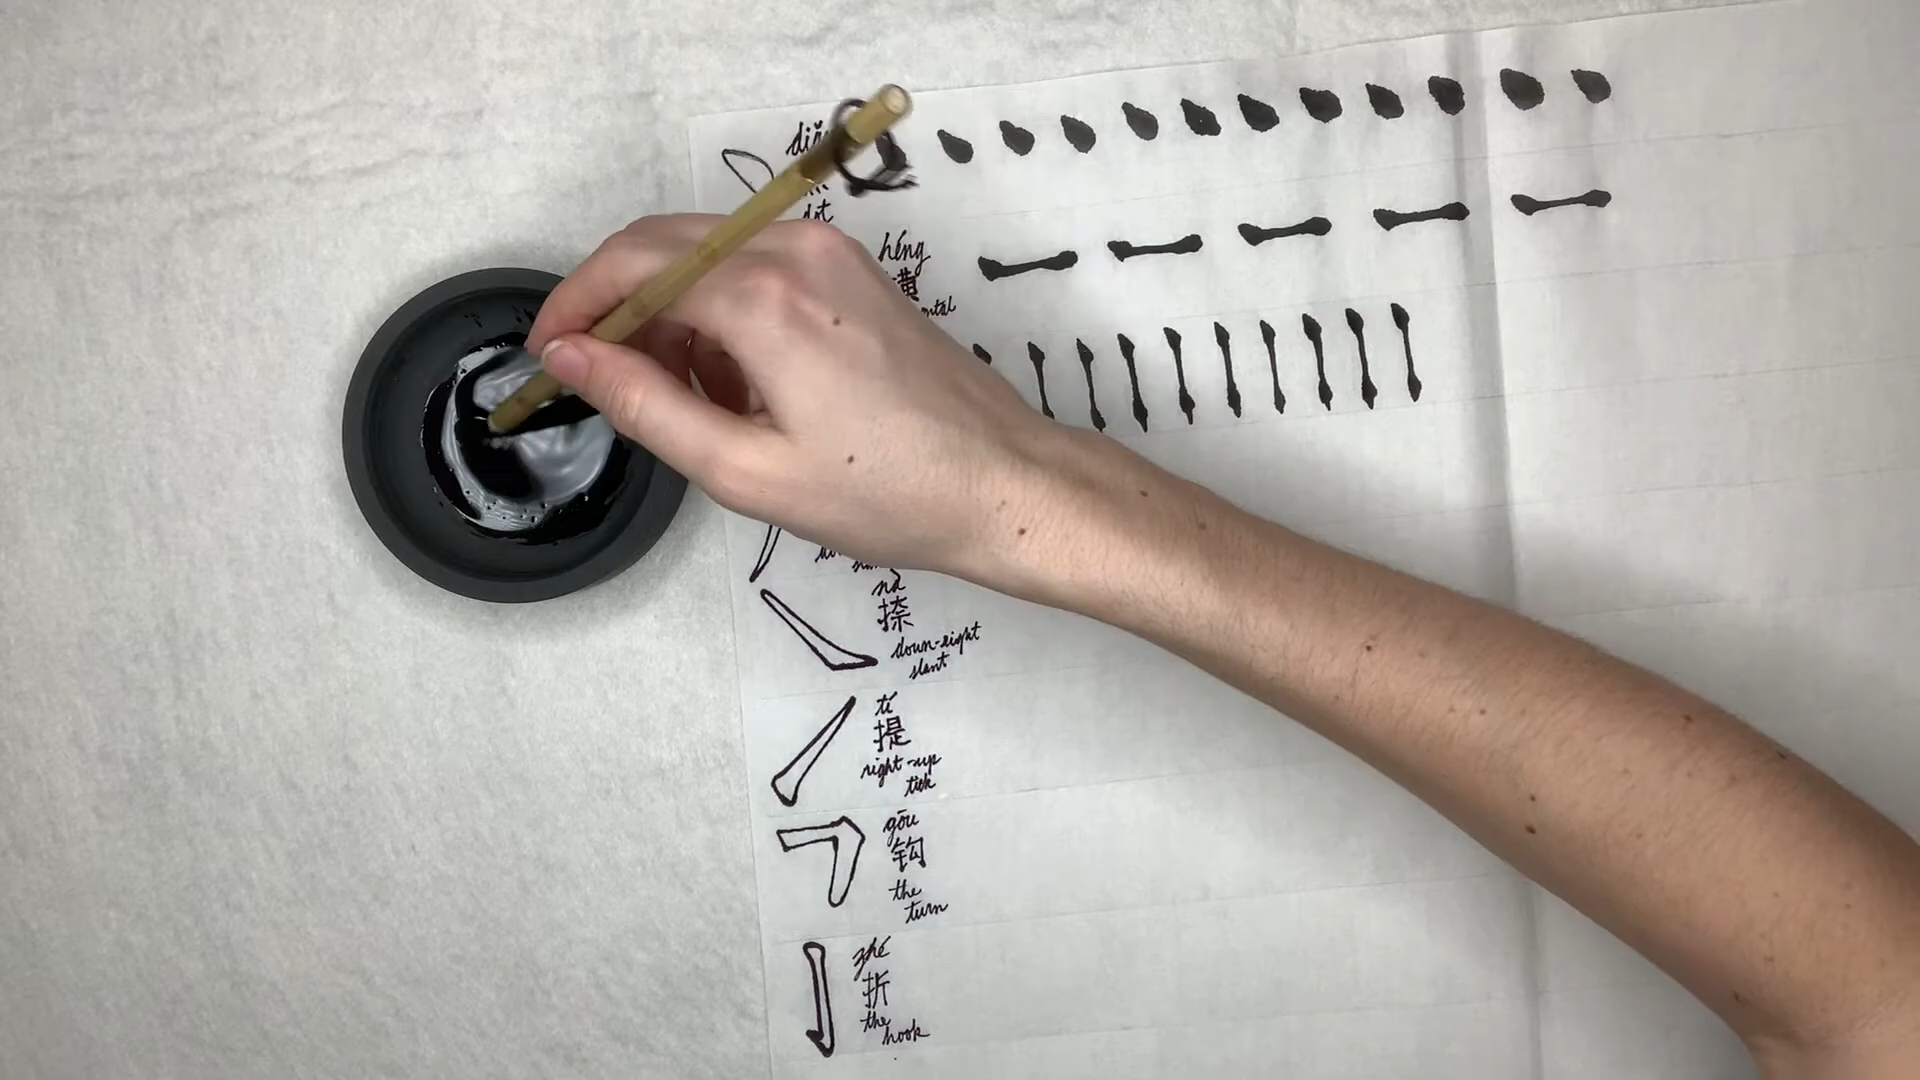 dot
héng
横
nà
捺
down-right
slant
tí
提
right-up
tick
gōu
钩
the
turn
zhé
折
the
hook